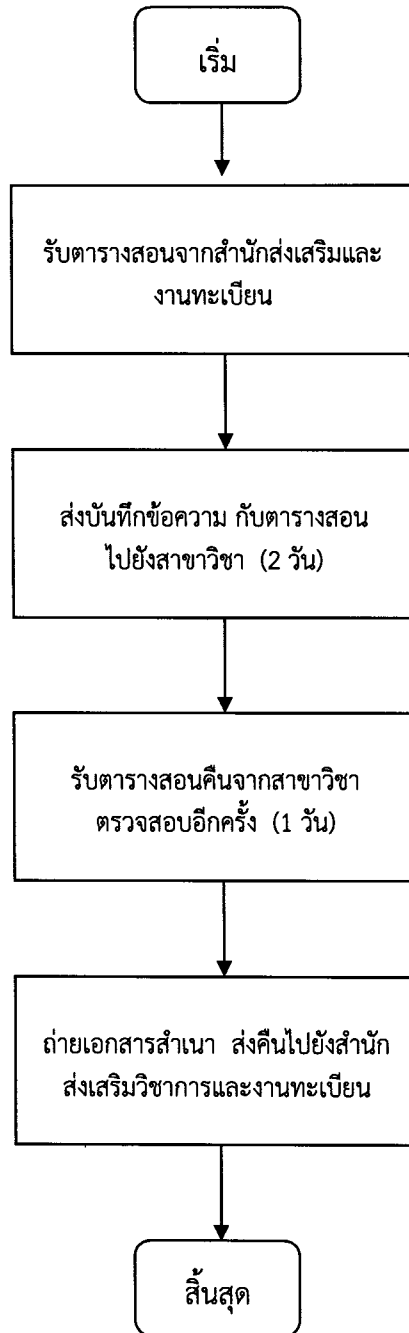 เริ่ม
รับตารางสอนจากสำนักส่งเสริมและ
งานทะเบียน
ส่งบันทึกข้อความ กับตารางสอน
ไปยังสาขาวิชา (2 วัน)
รับตารางสอนคืนจากสาขาวิชา
ตรวจสอบอีกครั้ง (1 วัน)
ถ่ายเอกสารสำเนา ส่งคืนไปยังสำนัก
ส่งเสริมวิชาการและงานทะเบียน
สิ้นสุด